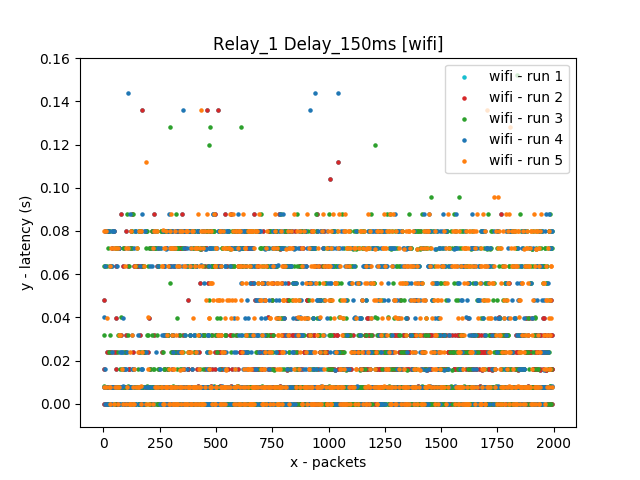 Relay_1 Delay_150ms [wifi]
0.16
0.14
0.12
0.10
0.08
0.06
0.04
0.02
0.00
y - latency (s)
wifi - run 1
wifi - run 2
wifi - run 3
wifi - run 4
wifi - run 5
0 250 500 750 1000 1250 1500 1750 2000
x - packets